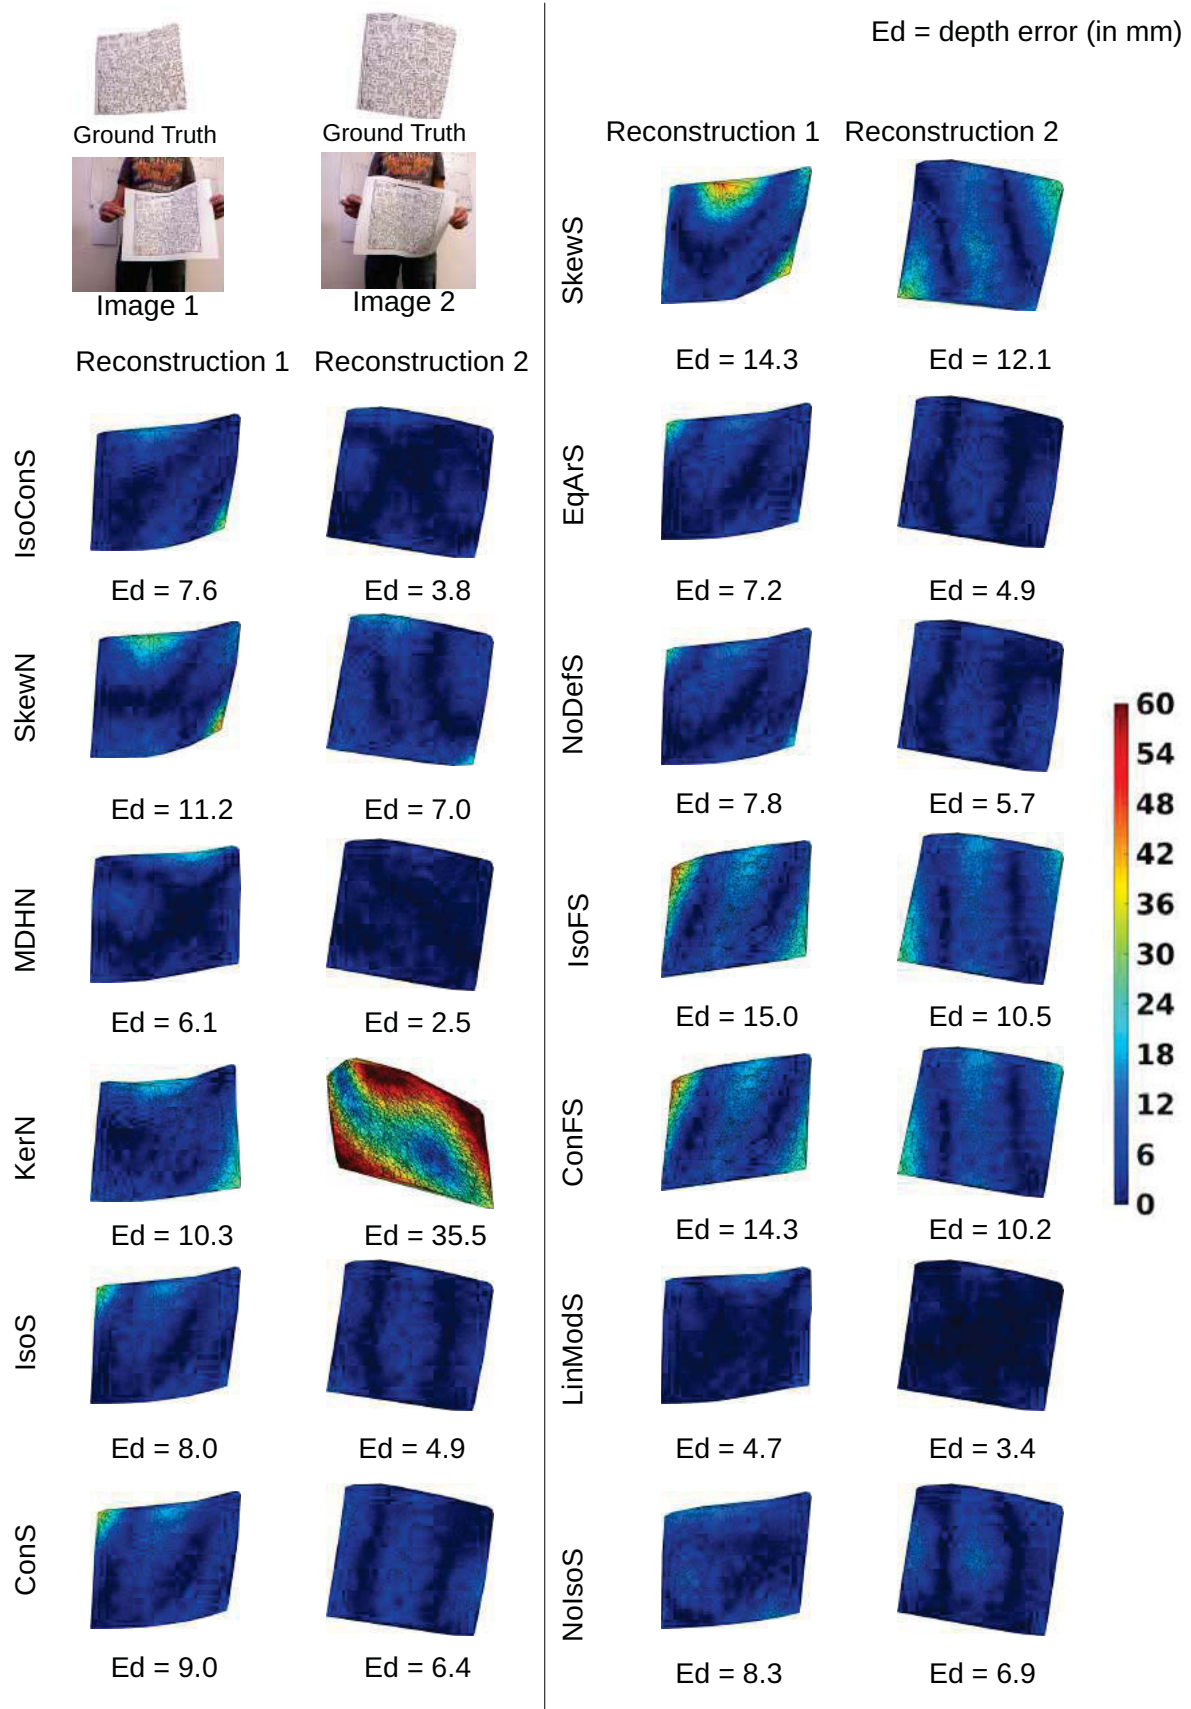 Ed = depth error (in mm)
Ground Truth
Ground Truth
Image 1
Image 2
Reconstruction 1
Reconstruction 2
IsoConS
Ed = 7.6
Ed = 3.8
SkewN
Ed = 11.2
Ed = 7.0
MDHN
Ed = 6.1
Ed = 2.5
KerN
Ed = 10.3
Ed = 35.5
IsoS
Ed = 8.0
Ed = 4.9
ConS
Ed = 9.0
Ed = 6.4
Reconstruction 1
Reconstruction 2
SkewS
Ed = 14.3
Ed = 12.1
EqArS
Ed = 7.2
Ed = 4.9
NoDefS
Ed = 7.8
Ed = 5.7
IsoFS
Ed = 15.0
Ed = 10.5
ConFS
Ed = 14.3
Ed = 10.2
LinModS
Ed = 4.7
Ed = 3.4
NoIsoS
Ed = 8.3
Ed = 6.9
60
54
48
42
36
30
24
18
12
6
0